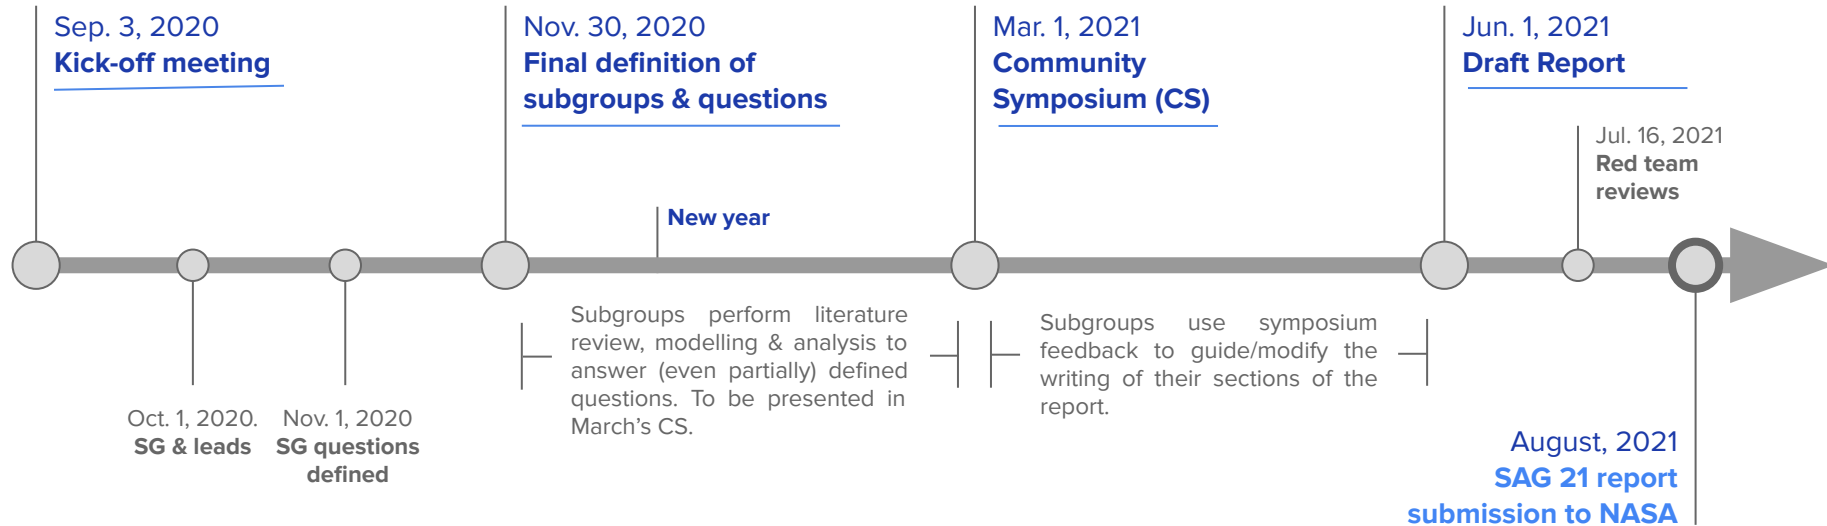 Sep. 3, 2020
Kick-off meeting
Nov. 30, 2020
Final definition of
subgroups & questions
Mar. 1, 2021
Community
Symposium (CS)
Jun. 1, 2021
Draft Report
Jul. 16, 2021
Red team
reviews
New year
Subgroups perform literature
review, modelling & analysis to
answer (even partially) defined
questions. To be presented in
March's CS.
Subgroups use symposium
feedback to guide/modify the
writing of their sections of the
report.
Oct. 1, 2020.
SG & leads
Nov. 1, 2020
SG questions
defined
August, 2021
SAG 21 report
submission to NASA